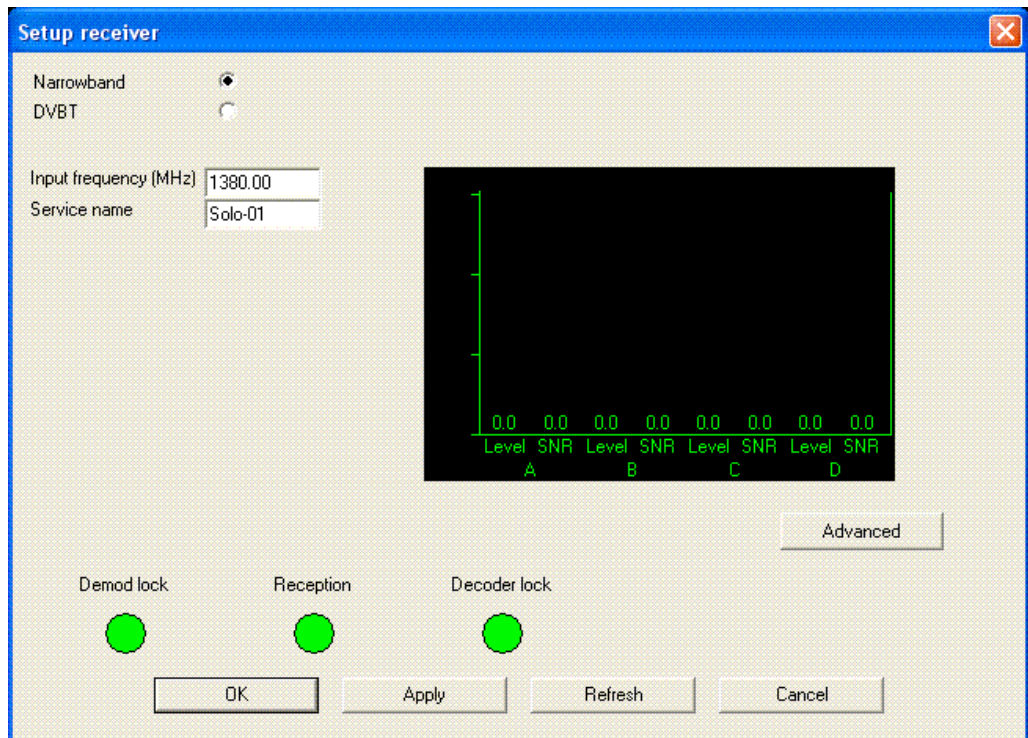 Setup receiver
Narrowband
DVBT
Input frequency (MHz) 1380.00
Service name Solo-01
0.0 0.0 0.0 0.0 0.0 0.0 0.0 0.0
Level SNR Level SNR Level SNR Level SNR
A B C D
Advanced
Demod lock Reception Decoder lock
OK Apply Refresh Cancel